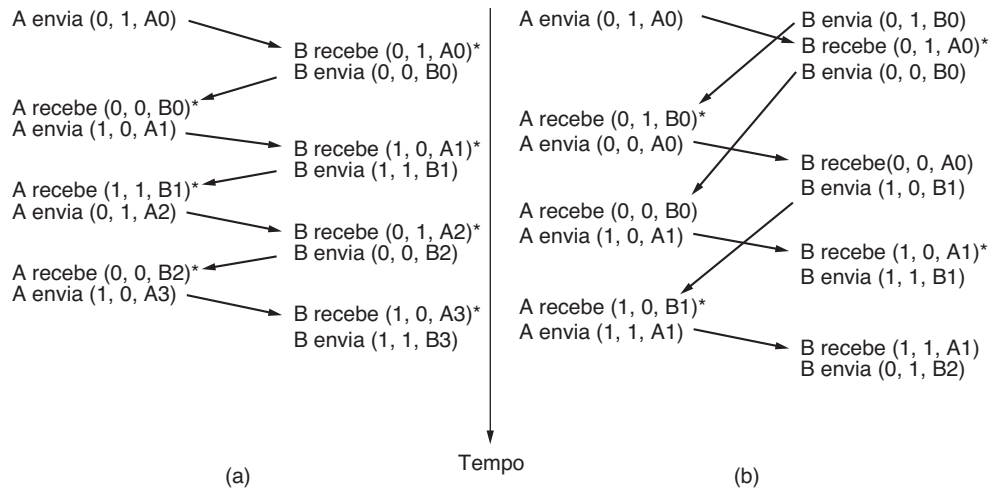 A envia (0, 1, A0)
B recebe (0, 1, A0)*
B envia (0, 0, B0)
A recebe (0, 0, B0)*
A envia (1, 0, A1)
B recebe (1, 0, A1)*
B envia (1, 1, B1)
A recebe (1, 1, B1)*
A envia (0, 1, A2)
B recebe (0, 1, A2)*
B envia (0, 0, B2)
A recebe (0, 0, B2)*
A envia (1, 0, A3)
B recebe (1, 0, A3)*
B envia (1, 1, B3)
(a)
Tempo
A envia (0, 1, A0)
B envia (0, 1, B0)
B recebe (0, 1, A0)*
B envia (0, 0, B0)
A recebe (0, 1, B0)*
A envia (0, 0, A0)
B recebe(0, 0, A0)
B envia (1, 0, B1)
A recebe (0, 0, B0)
A envia (1, 0, A1)
B recebe (1, 0, A1)*
B envia (1, 1, B1)
A recebe (1, 0, B1)*
A envia (1, 1, A1)
B recebe (1, 1, A1)
B envia (0, 1, B2)
(b)